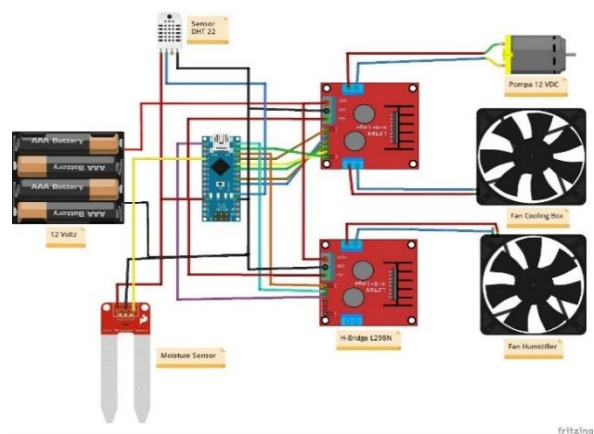 Sensor
DHT 22
Pompa 12 VDC
AAA Battery
AAA Battery
AAA Battery
AAA Battery
12 Voltz
Fan Cooling Box
H-Bridge L298N
Fan Humidifier
Moisture Sensor
fritzing